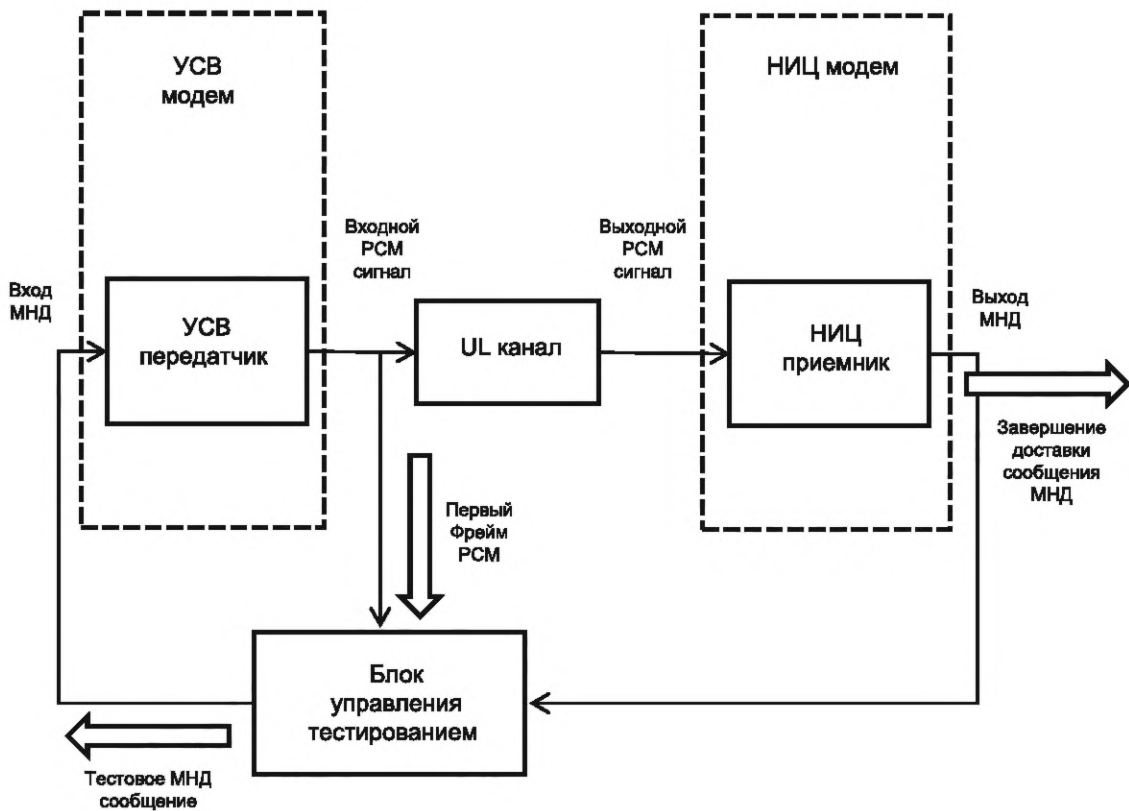 УСВ
модем
НИЦ модем
Входной
РСМ
сигнал
Выходной РСМ
сигнал
Вход
МНД
УСВ
передатчик
UL канал
НИЦ
приемник
Выход
МНД
Завершение
доставки
сообщения
МНД
Первый
Фрейм
РСМ
Блок
управления
тестированием
Тестовое МНД
сообщение